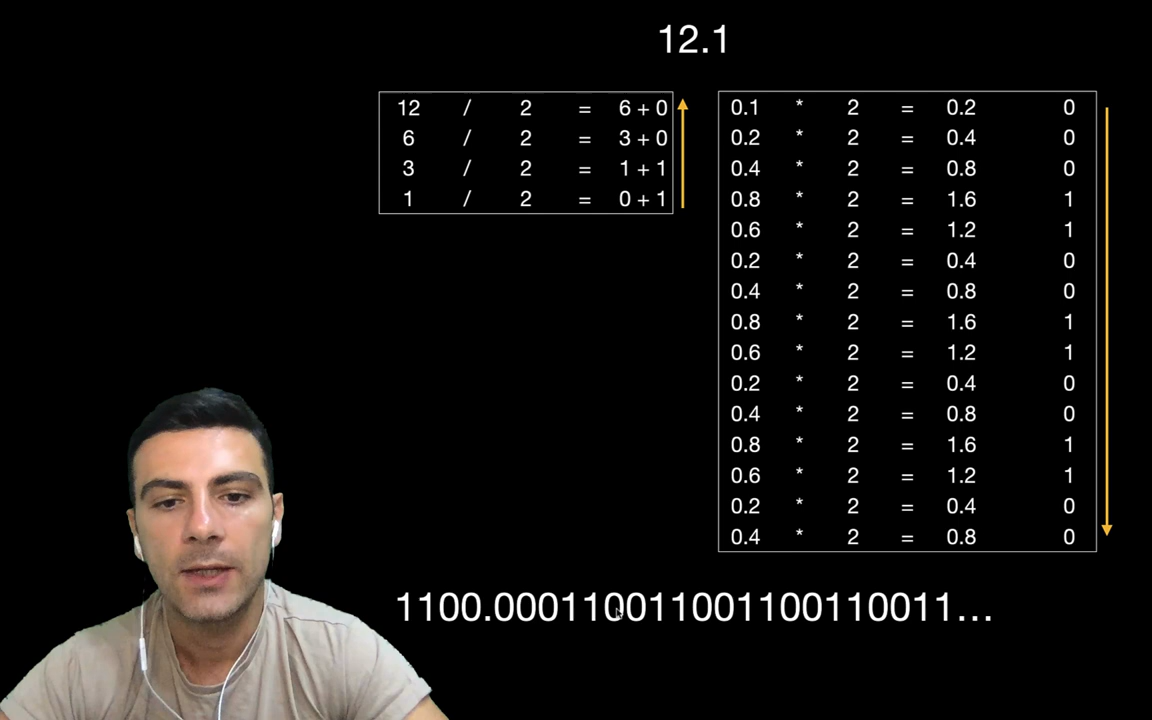 12.1
12 / 2 = 6 + 0
6 / 2 = 3 + 0
3 / 2 = 1 + 1
1 / 2 = 0 + 1
0.1 * 2 = 0.2 0
0.2 * 2 = 0.4 0
0.4 * 2 = 0.8 0
0.8 * 2 = 1.6 1
0.6 * 2 = 1.2 1
0.2 * 2 = 0.4 0
0.4 * 2 = 0.8 0
0.8 * 2 = 1.6 1
0.6 * 2 = 1.2 1
0.2 * 2 = 0.4 0
0.4 * 2 = 0.8 0
0.8 * 2 = 1.6 1
0.6 * 2 = 1.2 1
0.2 * 2 = 0.4 0
0.4 * 2 = 0.8 0
1100.000110011001100110011...